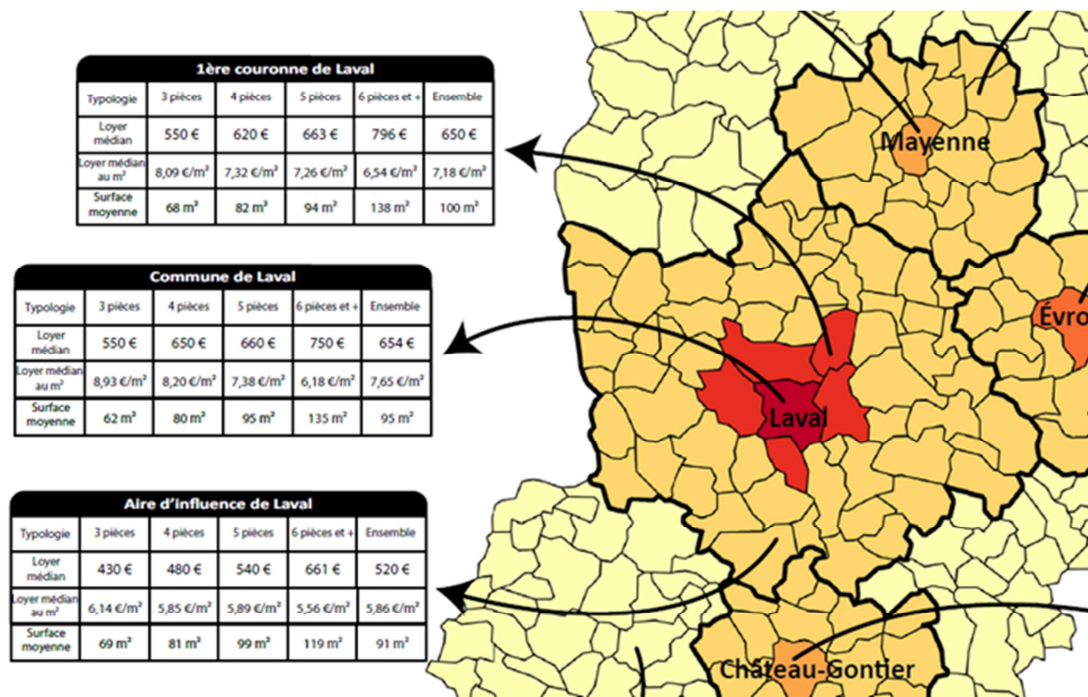 1ère couronne de Laval
Typologie 3 pièces 4 pièces 5 pièces 6 pièces et + Ensemble
Loyer médian 550 € 620 € 663 € 796 € 650 €
Loyer médian au m² 8,09 €/m² 7,32 €/m² 7,26 €/m² 6,54 €/m² 7,18 €/m²
Surface moyenne 68 m² 82 m² 94 m² 138 m² 100 m²
Commune de Laval
Typologie 3 pièces 4 pièces 5 pièces 6 pièces et + Ensemble
Loyer médian 550 € 650 € 660 € 750 € 654 €
Loyer médian au m² 8,93 €/m² 8,20 €/m² 7,38 €/m² 6,18 €/m² 7,65 €/m²
Surface moyenne 62 m² 80 m² 95 m² 135 m² 95 m²
Aire d'influence de Laval
Typologie 3 pièces 4 pièces 5 pièces 6 pièces et + Ensemble
Loyer médian 430 € 480 € 540 € 661 € 520 €
Loyer médian au m² 6,14 €/m² 5,85 €/m² 5,89 €/m² 5,56 €/m² 5,86 €/m²
Surface moyenne 69 m² 81 m² 99 m² 119 m² 91 m²
Mayenne
Évro
Laval
Château-Gontier